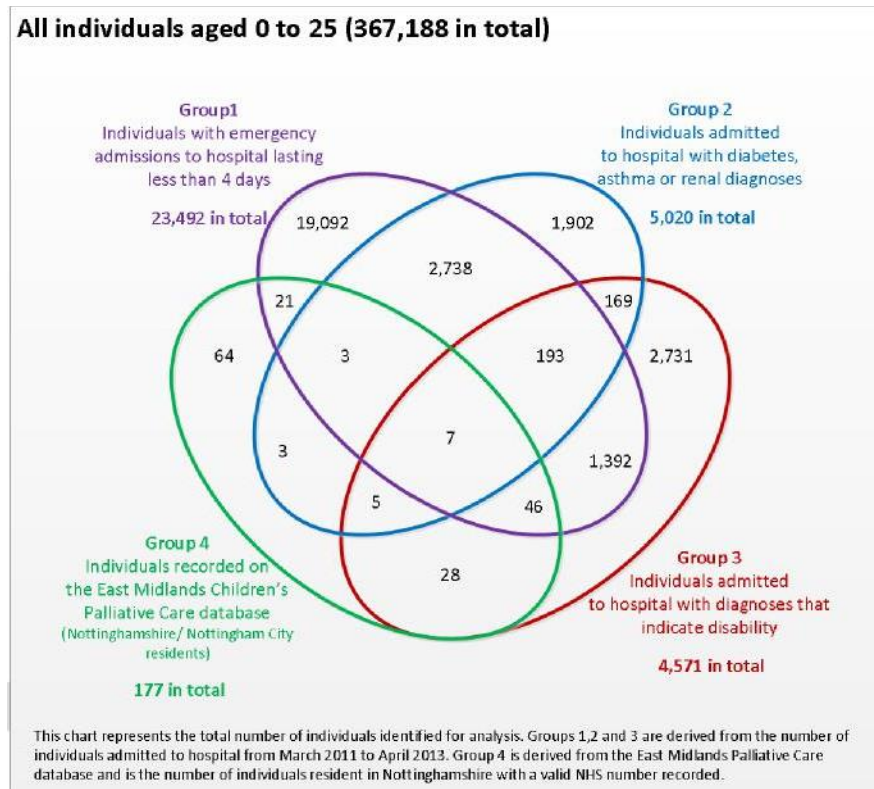 All individuals aged 0 to 25 (367,188 in total)
Group1
Individuals with emergency
admissions to hospital lasting
less than 4 days
23,492 in total
Group 2
Individuals admitted
to hospital with diabetes,
asthma or renal diagnoses
5,020 in total
19,092
1,902
2,738
21
169
64
3
193
2,731
7
3
1,392
5
46
28
Group 4
Individuals recorded on
the East Midlands Children's
Palliative Care database
(Nottinghamshire/ Nottingham City
residents)
177 in total
Group 3
Individuals admitted
to hospital with diagnoses that
indicate disability
4,571 in total
This chart represents the total number of individuals identified for analysis. Groups 1,2 and 3 are derived from the number of
individuals admitted to hospital from March 2011 to April 2013. Group 4 is derived from the East Midlands Palliative Care
database and is the number of individuals resident in Nottinghamshire with a valid NHS number recorded.